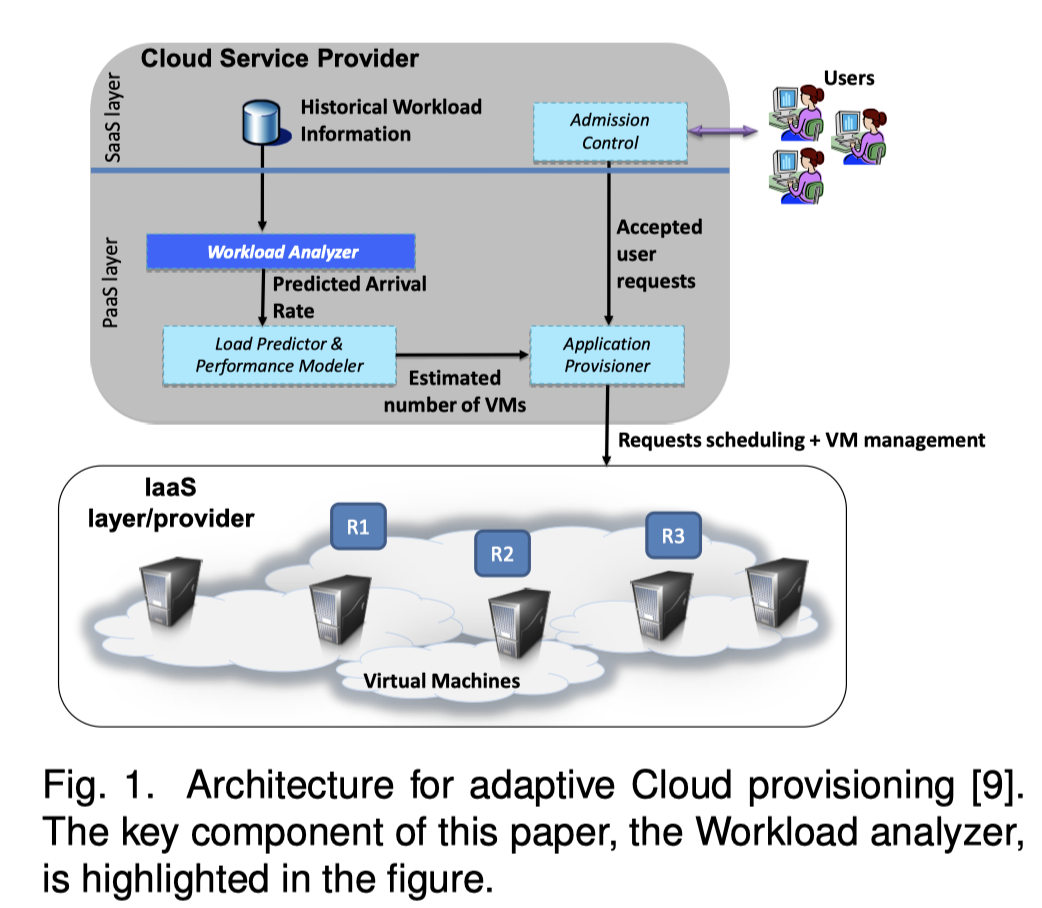 Cloud Service Provider
SaaS layer
Historical Workload
Information
Admission
Control
Users
PaaS layer
Workload Analyzer
Predicted Arrival
Rate
Accepted
user
requests
Load Predictor &
Performance Modeler
Estimated
number of VMs
Application
Provisioner
Requests scheduling + VM management
IaaS
layer/provider
R1
R2
R3
Virtual Machines
Fig. 1. Architecture for adaptive Cloud provisioning [9].
The key component of this paper, the Workload analyzer,
is highlighted in the figure.